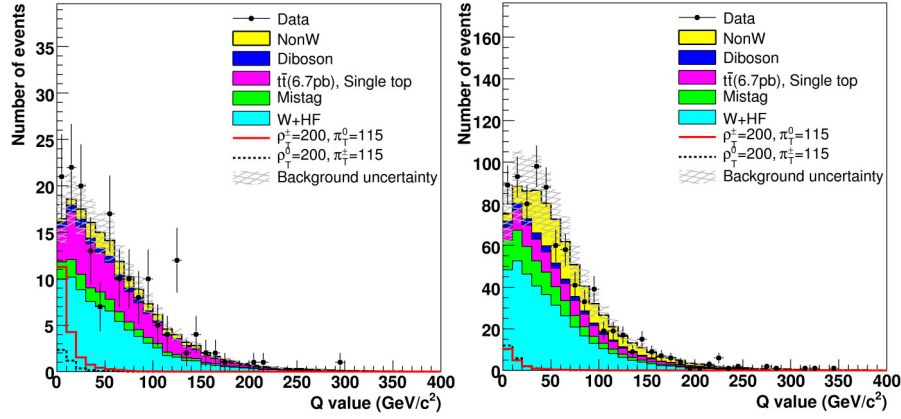 Number of events
35
30
25
20
15
10
5
0
0 50 100 150 200 250 300 350 400
Q value (GeV/c²)
Data
NonW
Diboson
tt̄(6.7pb), Single top
Mistag
W+HF
ρ±T=200, π0T=115
ρ0T=200, π±T=115
Background uncertainty
Number of events
160
140
120
100
80
60
40
20
0
0 50 100 150 200 250 300 350 400
Q value (GeV/c²)
Data
NonW
Diboson
tt̄(6.7pb), Single top
Mistag
W+HF
ρ±T=200, π0T=115
ρ0T=200, π±T=115
Background uncertainty